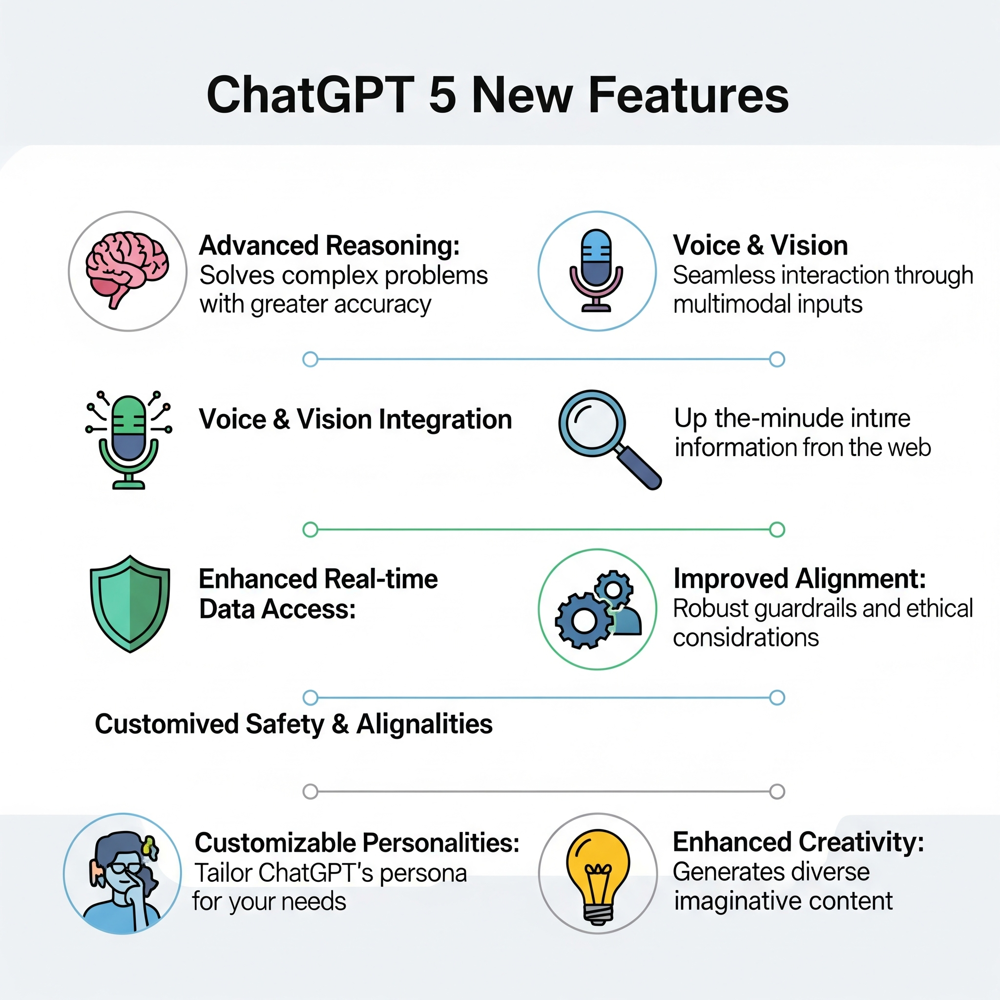 ChatGPT 5 New Features
Advanced Reasoning:
Solves complex problems
with greater accuracy
Voice & Vision
Seamless interaction through
multimodal inputs
Voice & Vision Integration
Up the-minude
information fron the web
Enhanced Real-time
Data Access:
Improved Alignment:
Robust guardrails and ethical
considrations
Customived Safety & Alignalities
Customizable Personalities:
Tailor ChatGPT's persona
for your needs
Enhanced Creativity:
Generates diverse
imaginative content